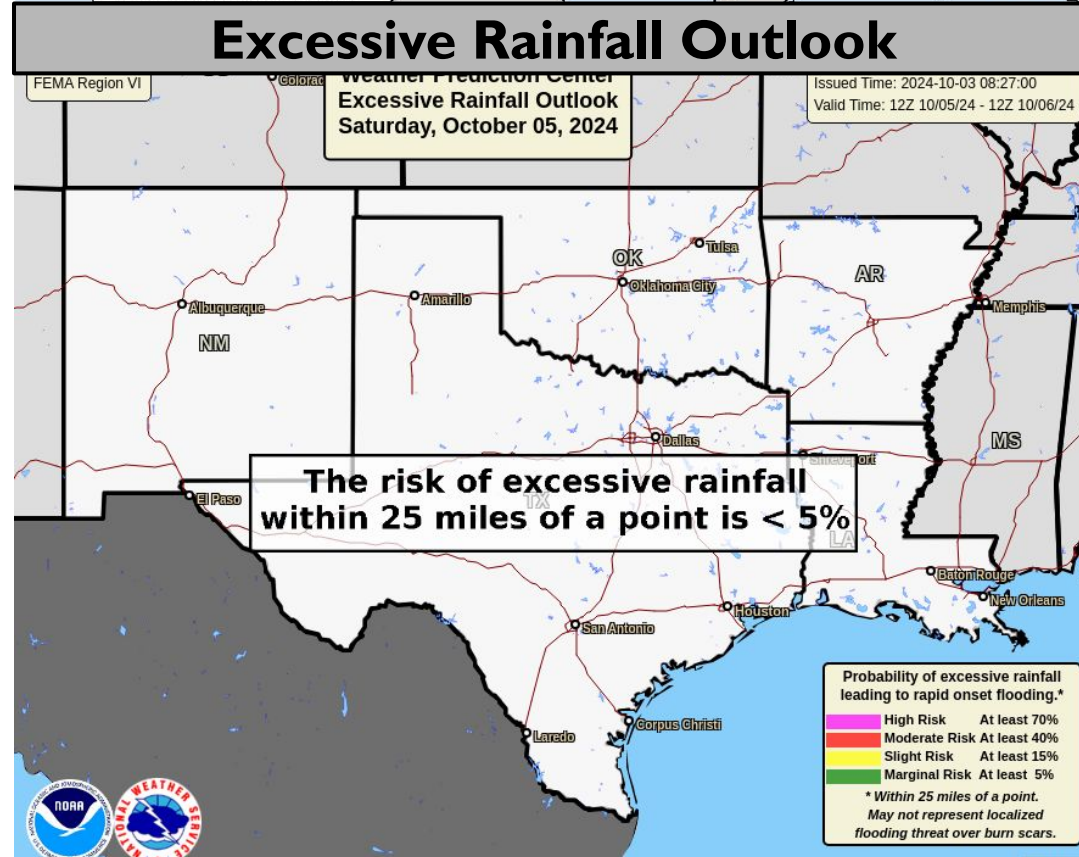 Excessive Rainfall Outlook
FEMA Region VI
Weather Prediction Center
Excessive Rainfall Outlook
Saturday, October 05, 2024
Issued Time: 2024-10-03 08:27:00
Valid Time: 12Z 10/05/24 - 12Z 10/06/24
Colorad
Tulsa
OK
Oklahoma City
AR
Amarillo
Albuquerque
Memphis
NM
Dallas
MS
Shreveport
The risk of excessive rainfall
within 25 miles of a point is < 5%
El Paso
TX
LA
Baton Rouge
New Orleans
Houston
San Antonio
Corpus Christi
Laredo
Probability of excessive rainfall
leading to rapid onset flooding.*
High Risk At least 70%
Moderate Risk At least 40%
Slight Risk At least 15%
Marginal Risk At least 5%
* Within 25 miles of a point.
May not represent localized
flooding threat over burn scars.
NOAA
NATIONAL WEATHER SERVICE